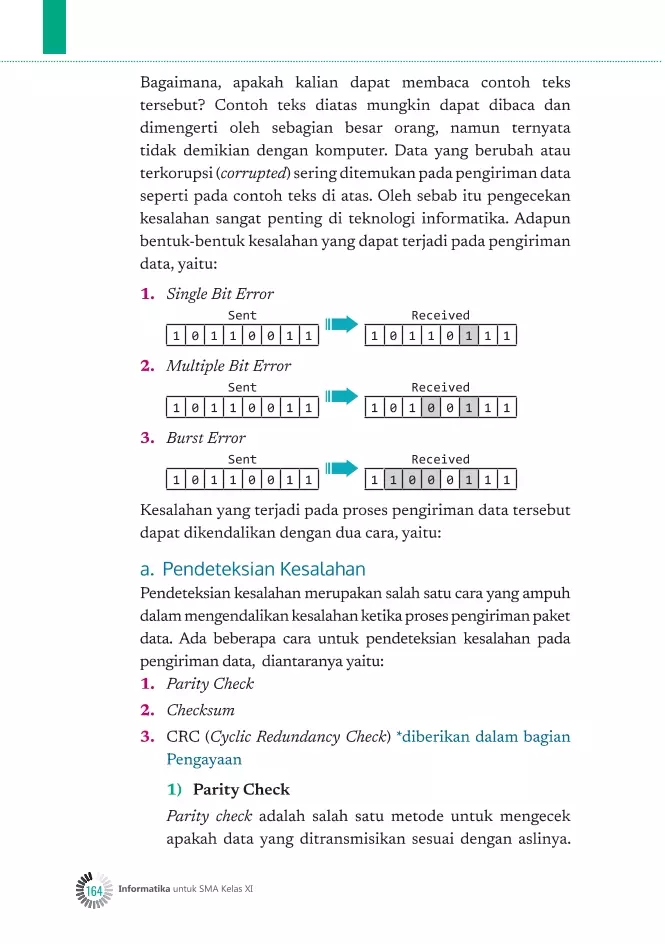 Bagaimana, apakah kalian dapat membaca contoh teks
tersebut? Contoh teks diatas mungkin dapat dibaca dan
dimengerti oleh sebagian besar orang, namun ternyata
tidak demikian dengan komputer. Data yang berubah atau
terkorupsi (corrupted) sering ditemukan pada pengiriman data
seperti pada contoh teks di atas. Oleh sebab itu pengecekan
kesalahan sangat penting di teknologi informatika. Adapun
bentuk-bentuk kesalahan yang dapat terjadi pada pengiriman
data, yaitu:
1. Single Bit Error
Sent Received
1 0 1 1 0 0 1 1 1 0 1 1 0 1 1 1
2. Multiple Bit Error
Sent Received
1 0 1 1 0 0 1 1 1 0 1 0 0 1 1 1
3. Burst Error
Sent Received
1 0 1 1 0 0 1 1 1 1 0 0 0 1 1 1
Kesalahan yang terjadi pada proses pengiriman data tersebut
dapat dikendalikan dengan dua cara, yaitu:
a. Pendeteksian Kesalahan
Pendeteksian kesalahan merupakan salah satu cara yang ampuh
dalam mengendalikan kesalahan ketika proses pengiriman paket
data. Ada beberapa cara untuk pendeteksian kesalahan pada
pengiriman data, diantaranya yaitu:
1. Parity Check
2. Checksum
3. CRC (Cyclic Redundancy Check) *diberikan dalam bagian
Pengayaan
1) Parity Check
Parity check adalah salah satu metode untuk mengecek
apakah data yang ditransmisikan sesuai dengan aslinya.
164 Informatika untuk SMA Kelas XI